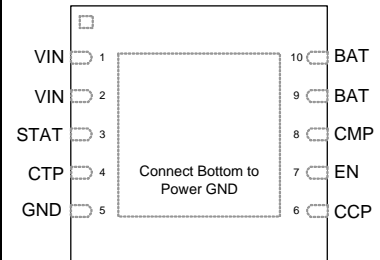 VIN 1 10 BAT
VIN 2 9 BAT
STAT 3 8 CMP
CTP 4 Connect Bottom to Power GND 7 EN
GND 5 6 CCP